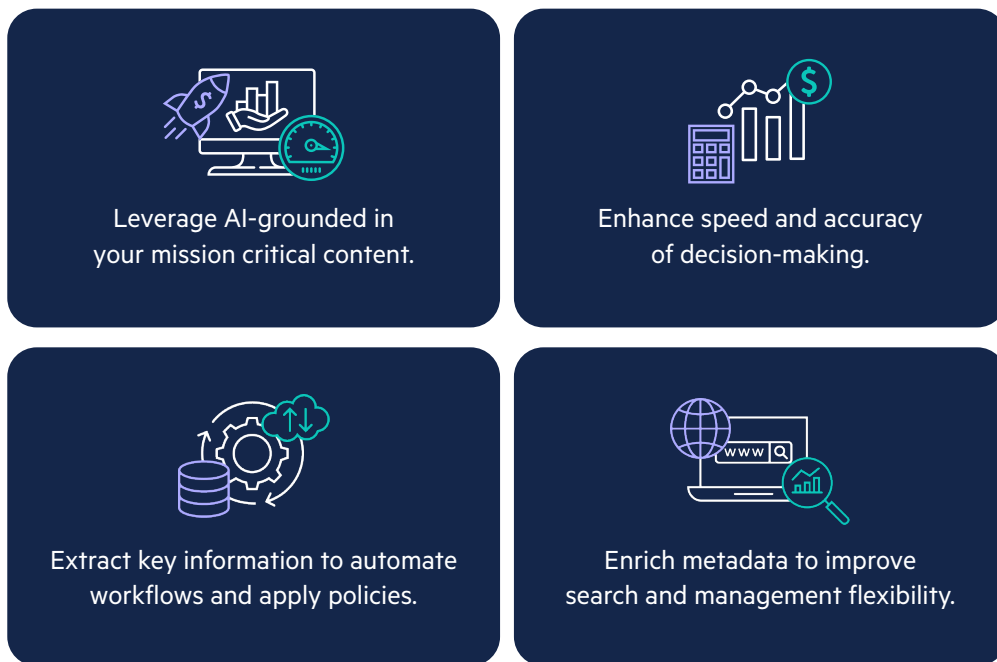 Leverage AI-grounded in
your mission critical content.
Enhance speed and accuracy
of decision-making.
Extract key information to automate
workflows and apply policies.
www
Enrich metadata to improve
search and management flexibility.